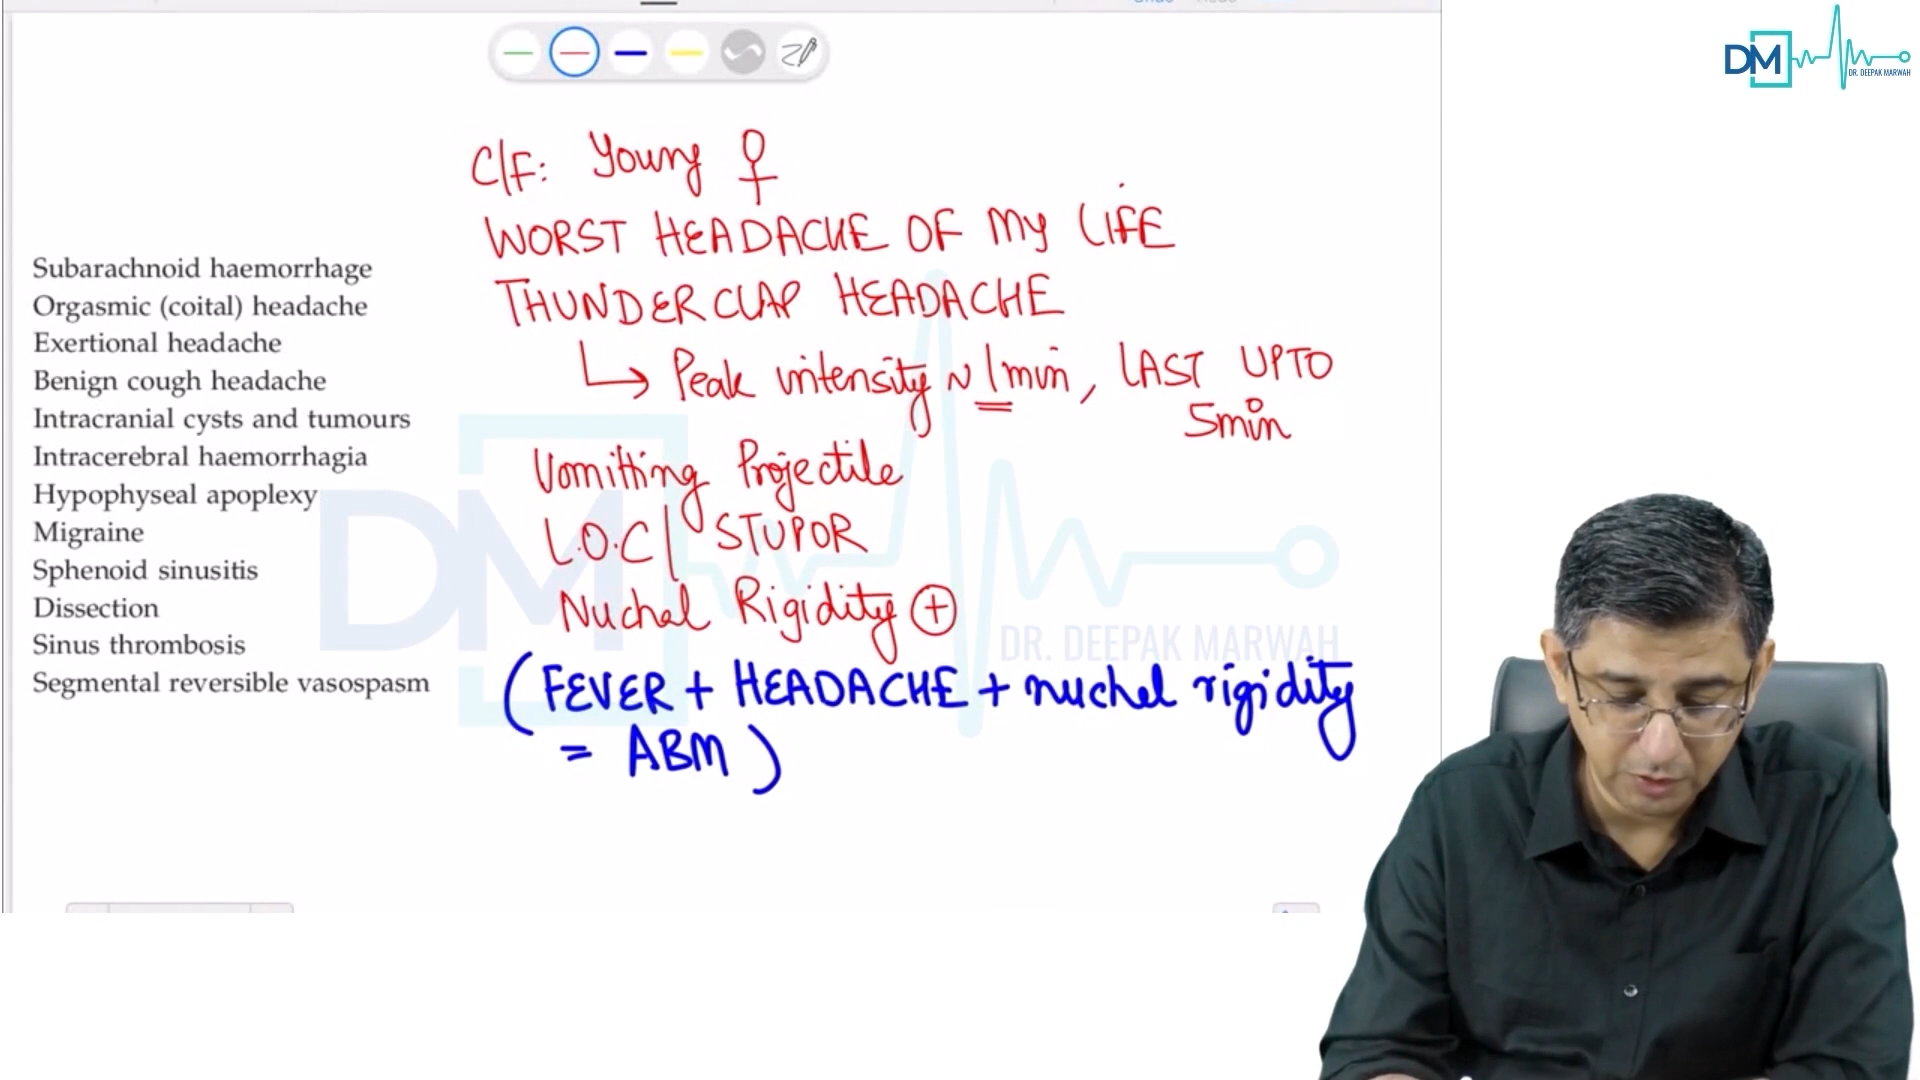 DM
DR. DEEPAK MARWAH
C/F: Young ♀
WORST HEADACHE OF My LIFE
THUNDERCLAP HEADACHE
↳ Peak intensity ~ 1min, LAST UPTO
5min
Vomitting Projectile
L.O.C/ STUPOR
Nuchal Rigidity ⊕
(FEVER + HEADACHE + nuchal rigidity
= ABM)
Subarachnoid haemorrhage
Orgasmic (coital) headache
Exertional headache
Benign cough headache
Intracranial cysts and tumours
Intracerebral haemorrhagia
Hypophyseal apoplexy
Migraine
Sphenoid sinusitis
Dissection
Sinus thrombosis
Segmental reversible vasospasm
DM
DR. DEEPAK MARWAH